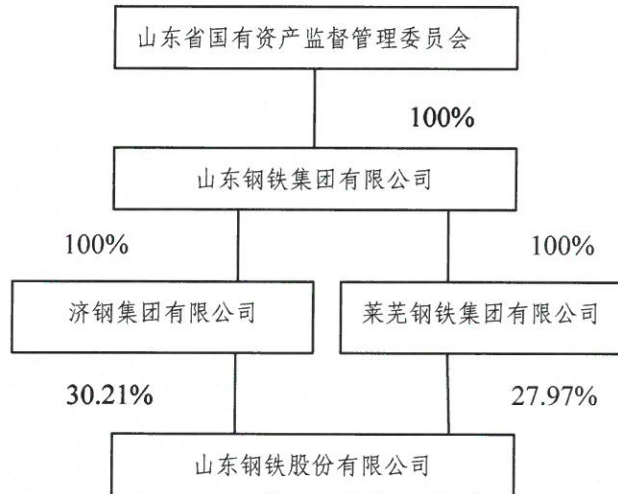 山东省国有资产监督管理委员会
100%
山东钢铁集团有限公司
100%
100%
济钢集团有限公司
莱芜钢铁集团有限公司
30.21%
27.97%
山东钢铁股份有限公司